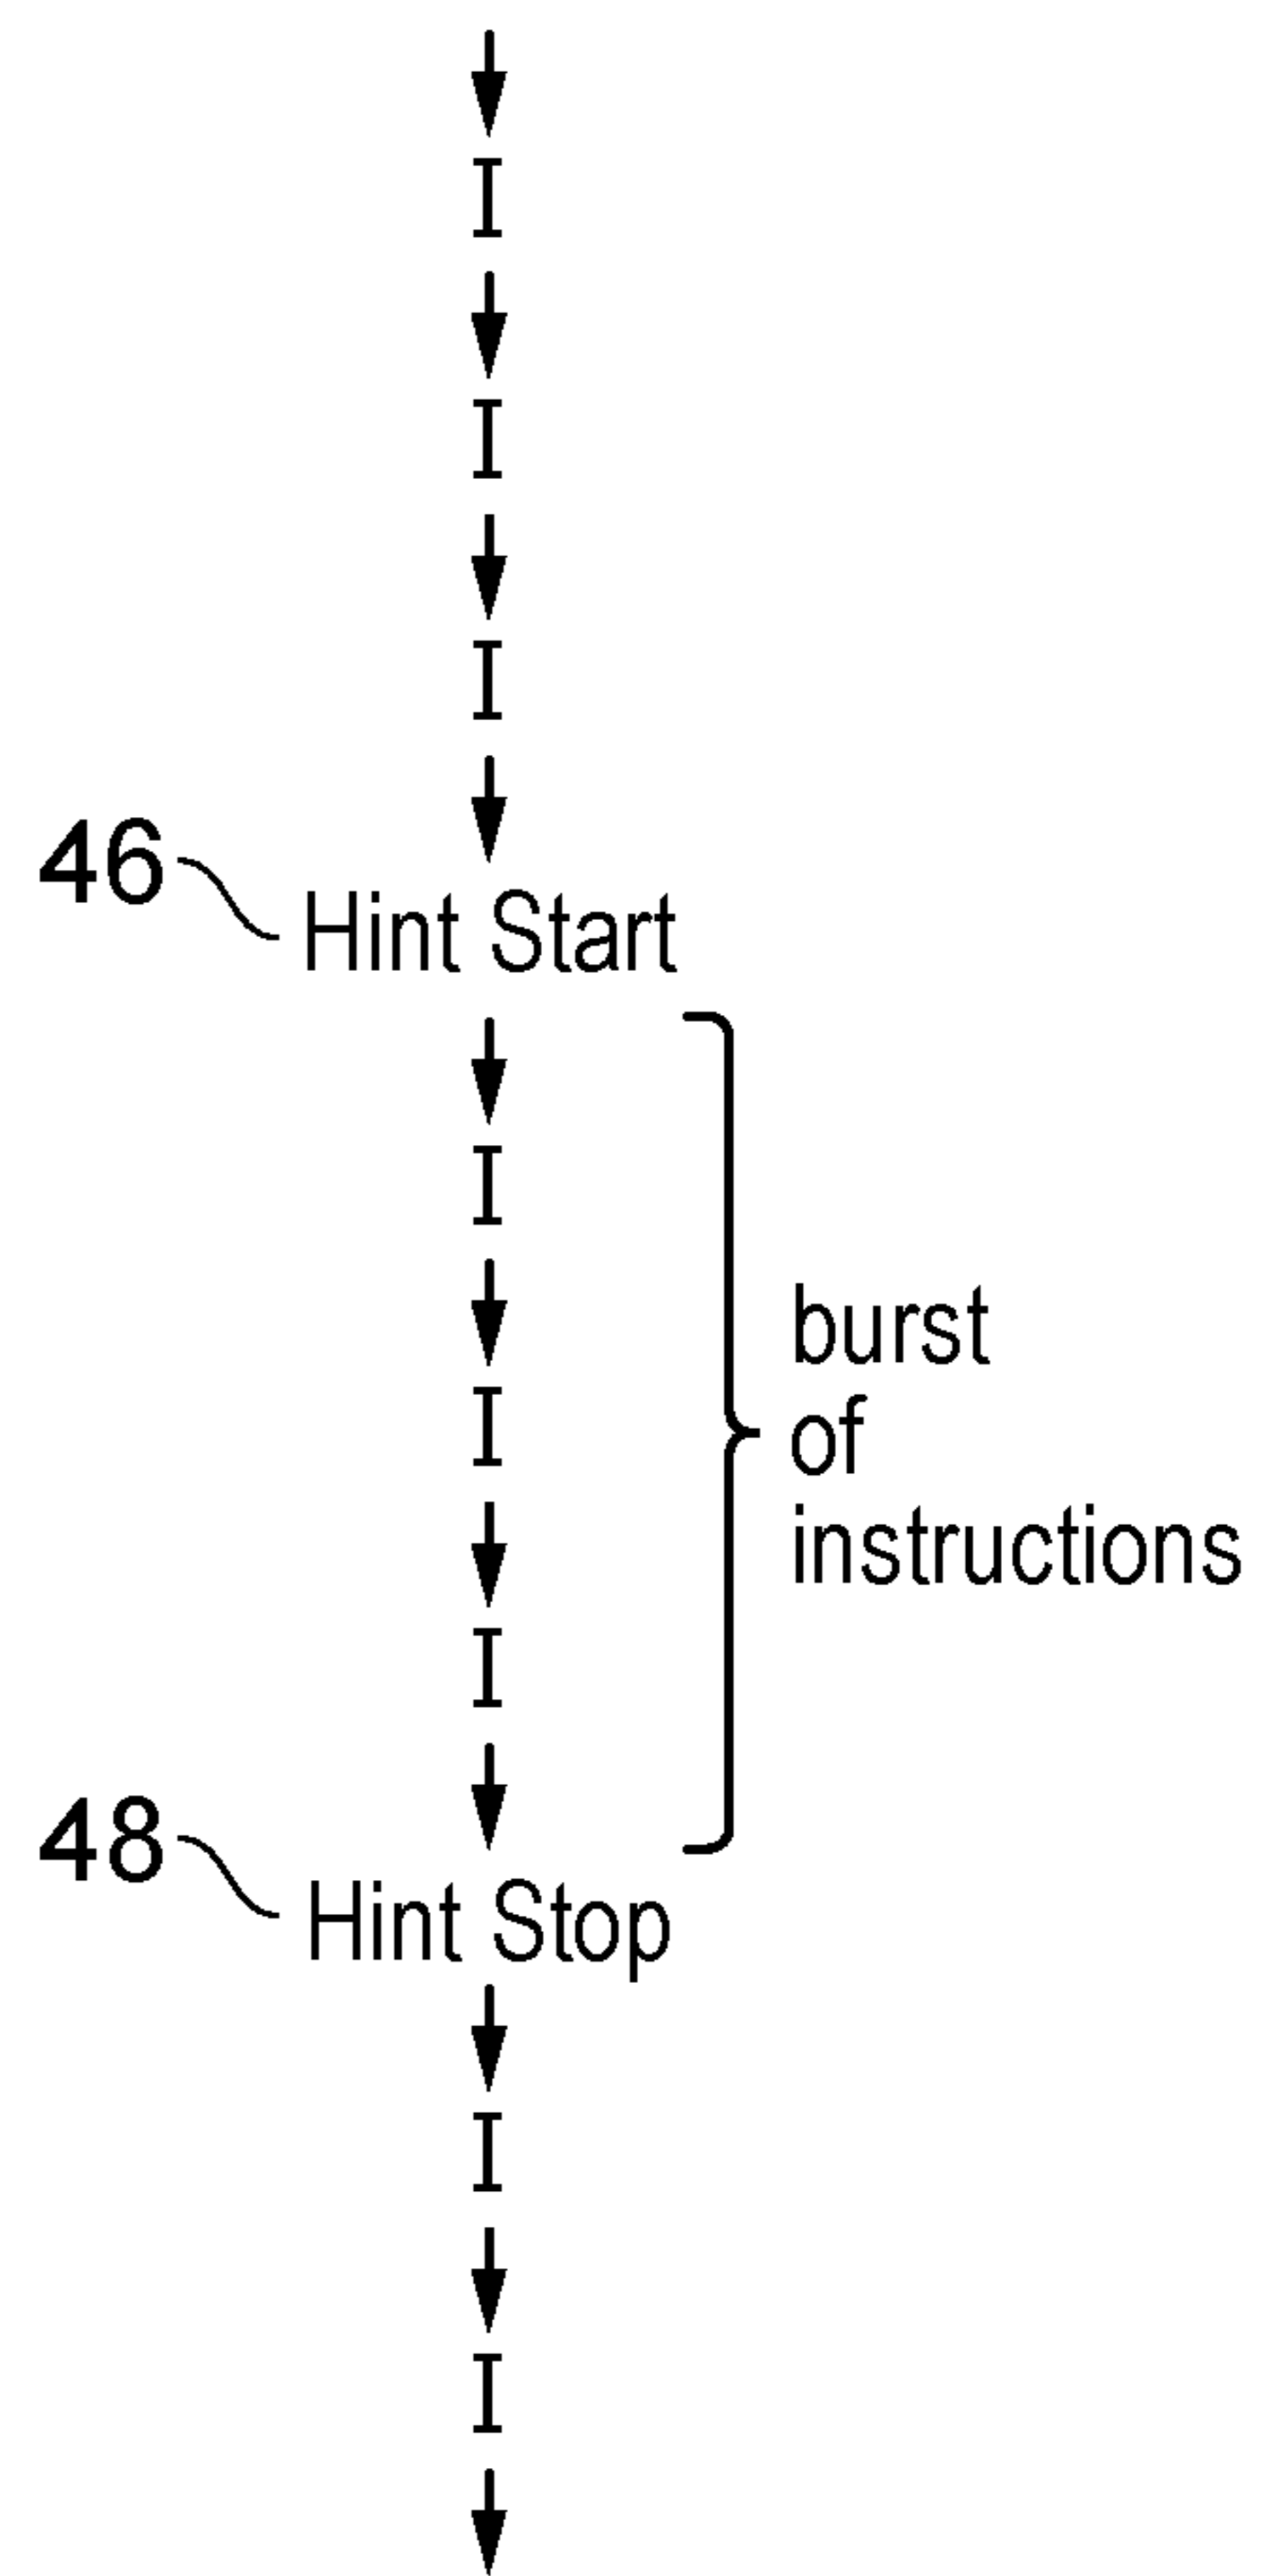 I
I
I
46 Hint Start
I
I
burst
of
instructions
I
48 Hint Stop
I
I